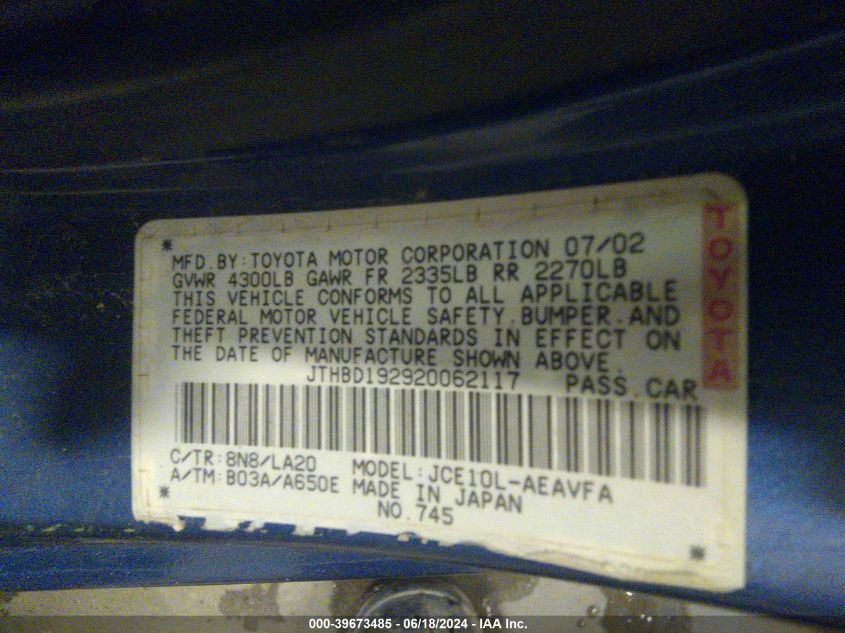 * MFD. BY: TOYOTA MOTOR CORPORATION 07/02
GVWR 4300LB GAWR FR 2335LB RR 2270LB
THIS VEHICLE CONFORMS TO ALL APPLICABLE
FEDERAL MOTOR VEHICLE SAFETY, BUMPER, AND
THEFT PREVENTION STANDARDS IN EFFECT ON
THE DATE OF MANUFACTURE SHOWN ABOVE.
JTHBD192920062117 PASS. CAR
C/TR: 8N8/LA20 MODEL: JCE10L-AEAVFA
A/TM: B03A/A650E MADE IN JAPAN
* NO. 745 *
TOYOTA
000-39673485 - 06/18/2024 - IAA Inc.